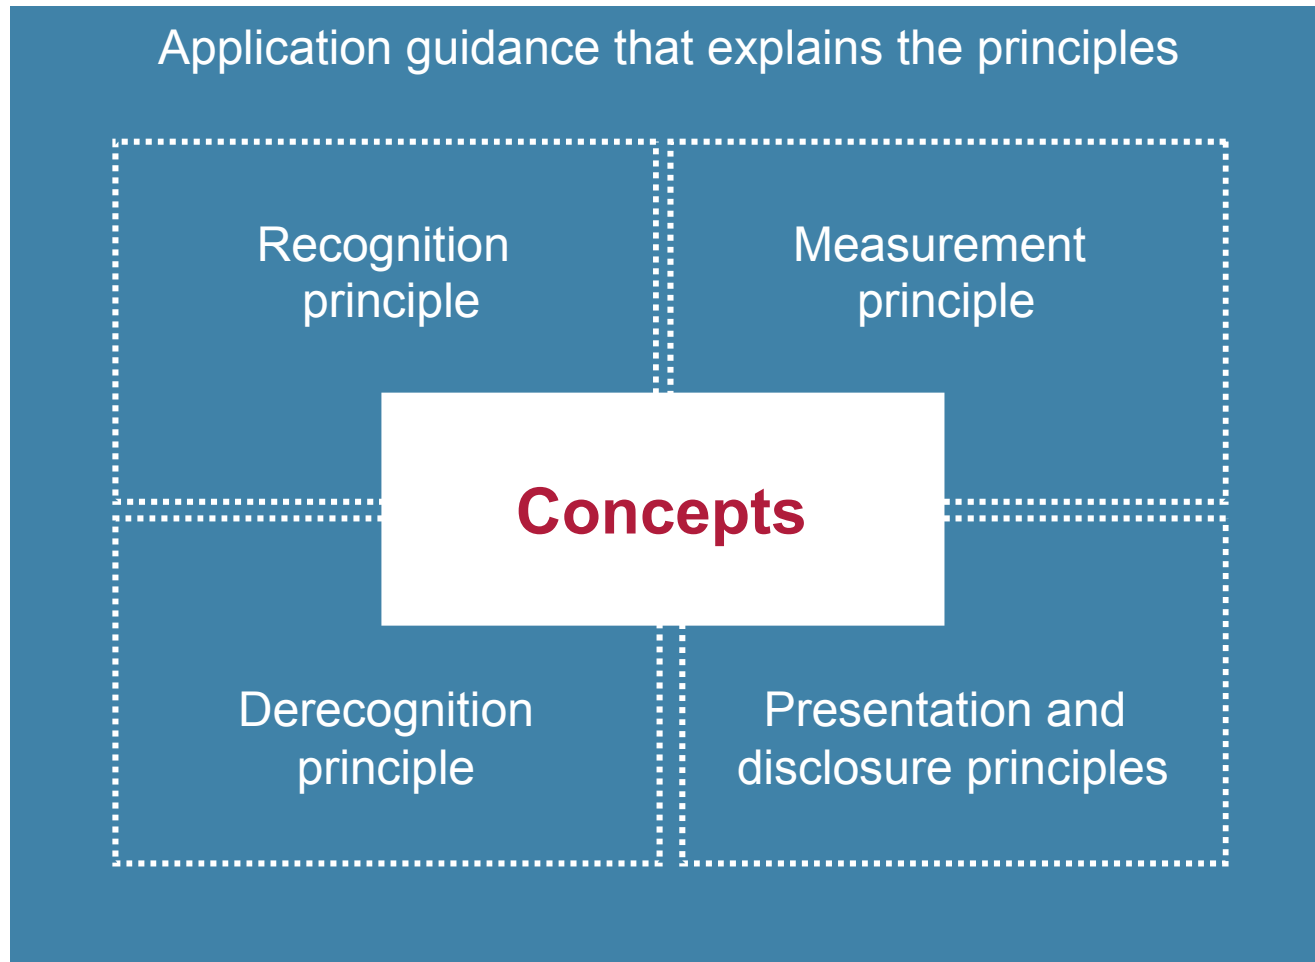 Application guidance that explains the principles
Recognition
principle
Measurement
principle
Concepts
Derecognition
principle
Presentation and
disclosure principles